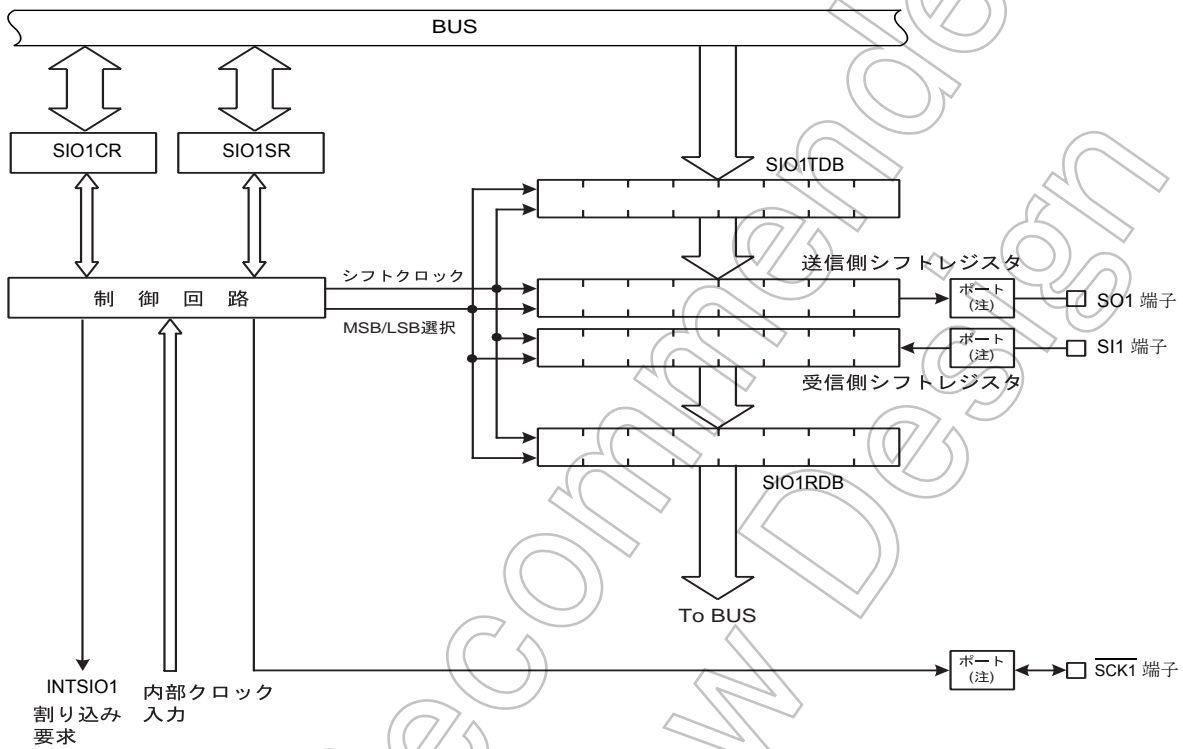 BUS
SIO1CR
SIO1SR
SIO1TDB
シフトクロック
送信側シフトレジスタ
制 御 回 路
ポート
(注)
SO1 端子
MSB/LSB選択
ポート
(注)
SI1 端子
受信側シフトレジスタ
SIO1RDB
To BUS
ポート
(注)
SCK1 端子
INTSIO1
割り込み
要求
内部クロック
入力
ecommende
w Design